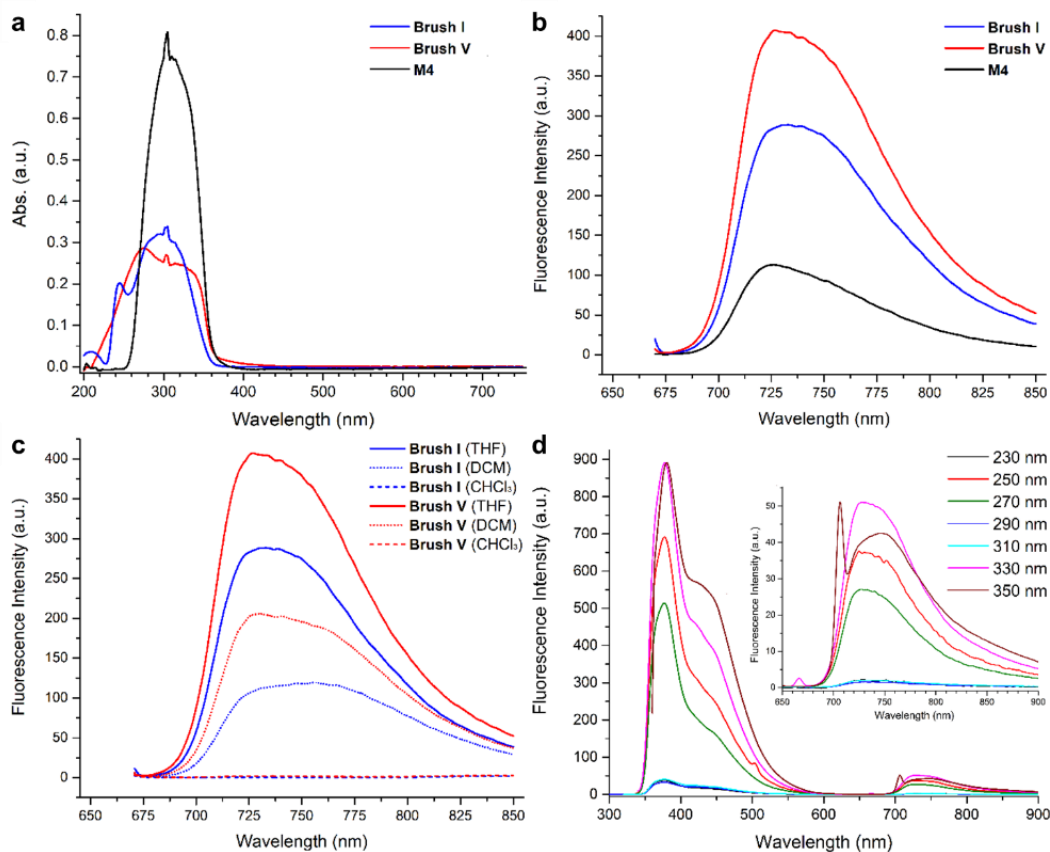 a
Brush I
Brush V
M4
0.8
0.7
0.6
0.5
0.4
0.3
0.2
0.1
0.0
Abs. (a.u.)
200 300 400 500 600 700
Wavelength (nm)
b
Brush I
Brush V
M4
400
350
300
250
200
150
100
50
0
Fluorescence Intensity (a.u.)
650 675 700 725 750 775 800 825 850
Wavelength (nm)
c
Brush I (THF)
Brush I (DCM)
Brush I (CHCl₃)
Brush V (THF)
Brush V (DCM)
Brush V (CHCl₃)
400
350
300
250
200
150
100
50
0
Fluorescence Intensity (a.u.)
650 675 700 725 750 775 800 825 850
Wavelength (nm)
d
230 nm
250 nm
270 nm
290 nm
310 nm
330 nm
350 nm
900
800
700
600
500
400
300
200
100
0
Fluorescence Intensity (a.u.)
300 400 500 600 700 800 900
Wavelength (nm)
50
40
30
20
10
0
Fluorescence Intensity (a.u.)
650 700 750 800 850 900
Wavelength (nm)